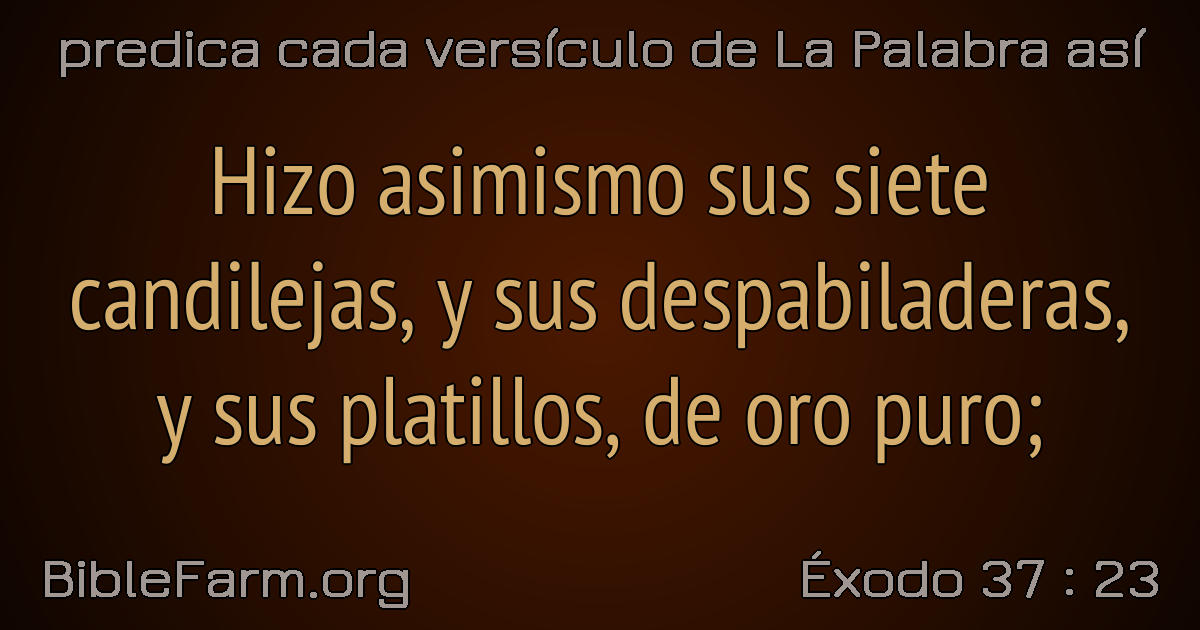 predica cada versículo de La Palabra así
Hizo asimismo sus siete
candilejas, y sus despabiladeras,
y sus platillos, de oro puro;
BibleFarm.org
Éxodo 37 : 23